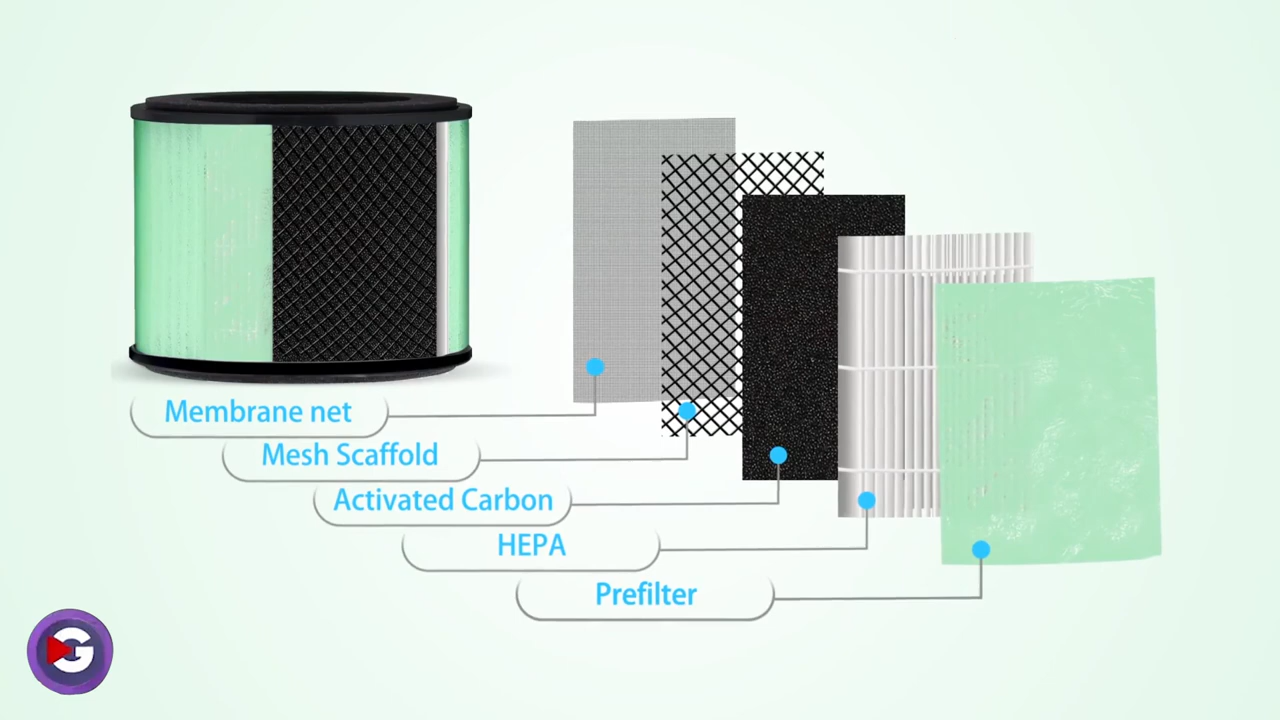 Membrane net
Mesh Scaffold
Activated Carbon
HEPA
Prefilter
G